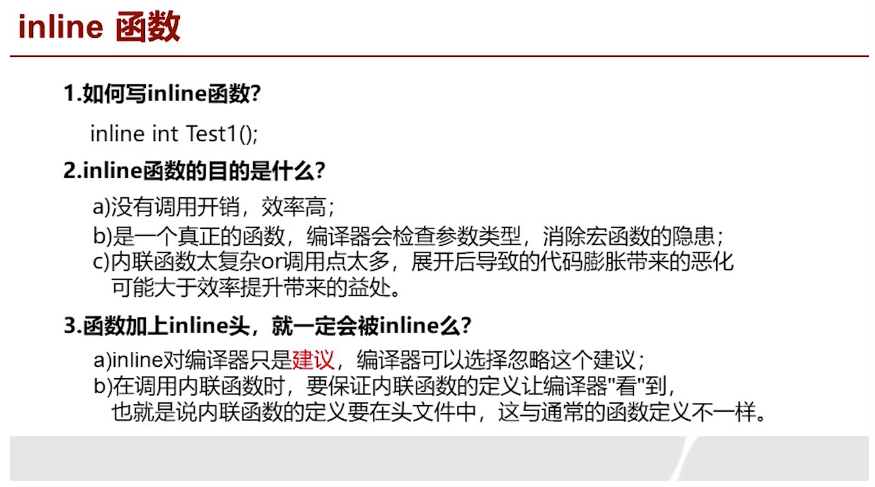 inline 函数
1.如何写inline函数？
inline int Test1();
2.inline函数的目的是什么？
a)没有调用开销，效率高；
b)是一个真正的函数，编译器会检查参数类型，消除宏函数的隐患；
c)内联函数太复杂or调用点太多，展开后导致的代码膨胀带来的恶化
可能大于效率提升带来的益处。
3.函数加上inline头，就一定会被inline么？
a)inline对编译器只是建议，编译器可以选择忽略这个建议；
b)在调用内联函数时，要保证内联函数的定义让编译器"看"到，
也就是说内联函数的定义要在头文件中，这与通常的函数定义不一样。